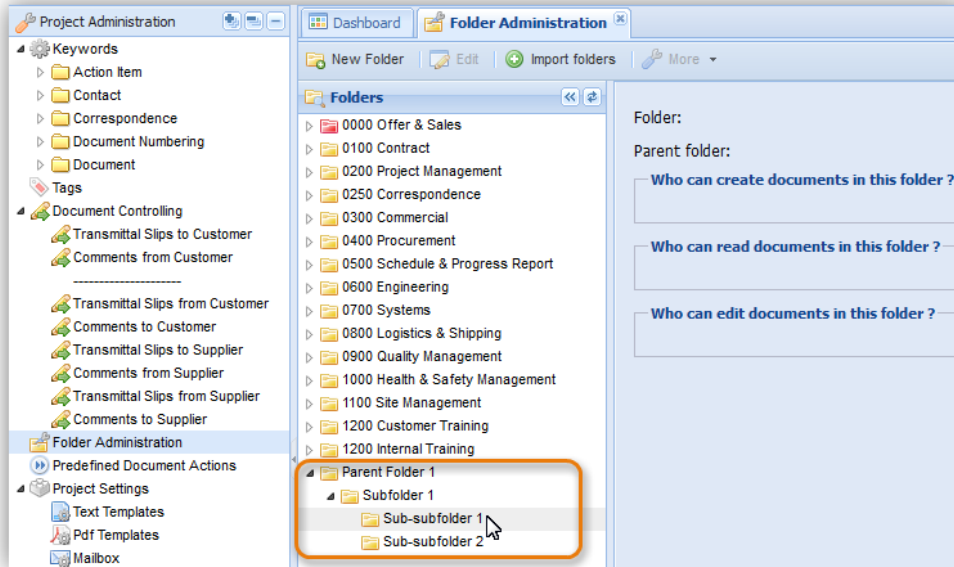 Project Administration
Keywords
Action Item
Contact
Correspondence
Document Numbering
Document
Tags
Document Controlling
Transmittal Slips to Customer
Comments from Customer
---------------------
Transmittal Slips from Customer
Comments to Customer
Transmittal Slips to Supplier
Comments from Supplier
Transmittal Slips from Supplier
Comments to Supplier
Folder Administration
Predefined Document Actions
Project Settings
Text Templates
Pdf Templates
Mailbox
Dashboard
Folder Administration
New Folder
Edit
Import folders
More
Folders
0000 Offer & Sales
0100 Contract
0200 Project Management
0250 Correspondence
0300 Commercial
0400 Procurement
0500 Schedule & Progress Report
0600 Engineering
0700 Systems
0800 Logistics & Shipping
0900 Quality Management
1000 Health & Safety Management
1100 Site Management
1200 Customer Training
1200 Internal Training
Parent Folder 1
Subfolder 1
Sub-subfolder 1
Sub-subfolder 2
Folder:
Parent folder:
Who can create documents in this folder ?
Who can read documents in this folder ?
Who can edit documents in this folder ?